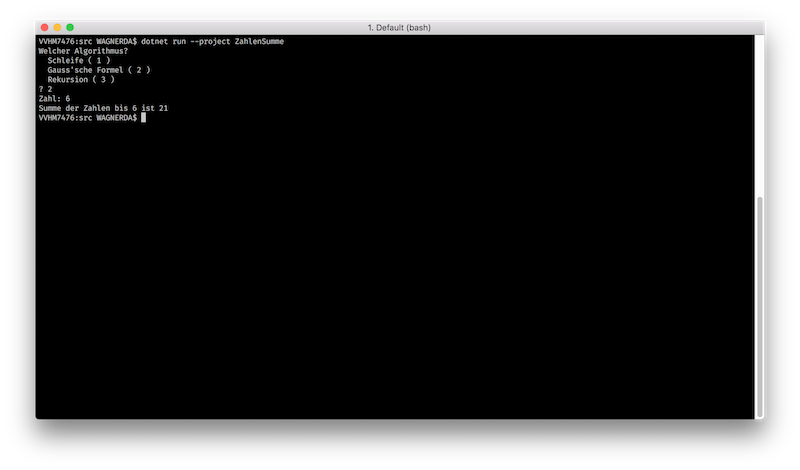 1. Default (bash)
VVHM7476:src WAGNERDA$ dotnet run --project ZahlenSumme
Welcher Algorithmus?
  Schleife ( 1 )
  Gauss'sche Formel ( 2 )
  Rekursion ( 3 )
? 2
Zahl: 6
Summe der Zahlen bis 6 ist 21
VVHM7476:src WAGNERDA$